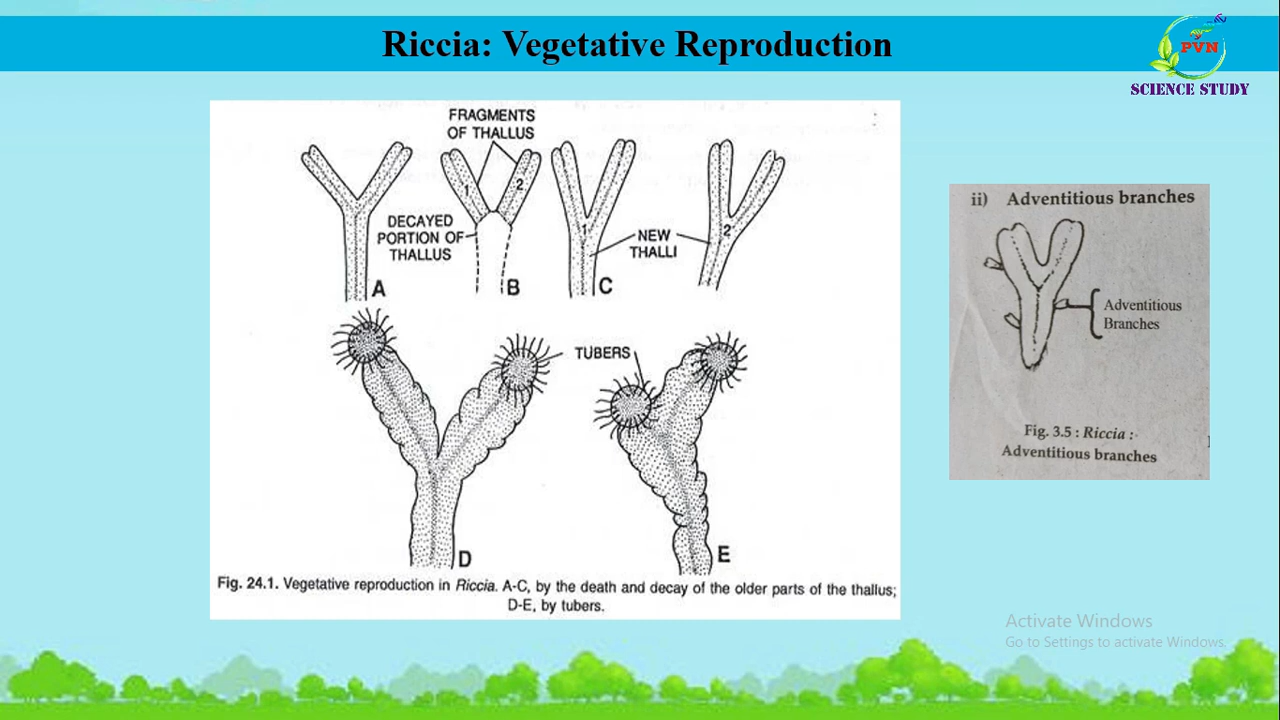 Riccia: Vegetative Reproduction
PVN
SCIENCE STUDY
FRAGMENTS
OF THALLUS
1
2
1
2
DECAYED
PORTION OF
THALLUS
NEW
THALLI
A
B
C
TUBERS
D
E
Fig. 24.1. Vegetative reproduction in Riccia. A-C, by the death and decay of the older parts of the thallus;
D-E, by tubers.
ii) Adventitious branches
Adventitious
Branches
Fig. 3.5 : Riccia :
Adventitious branches
Activate Windows
Go to Settings to activate Windows.